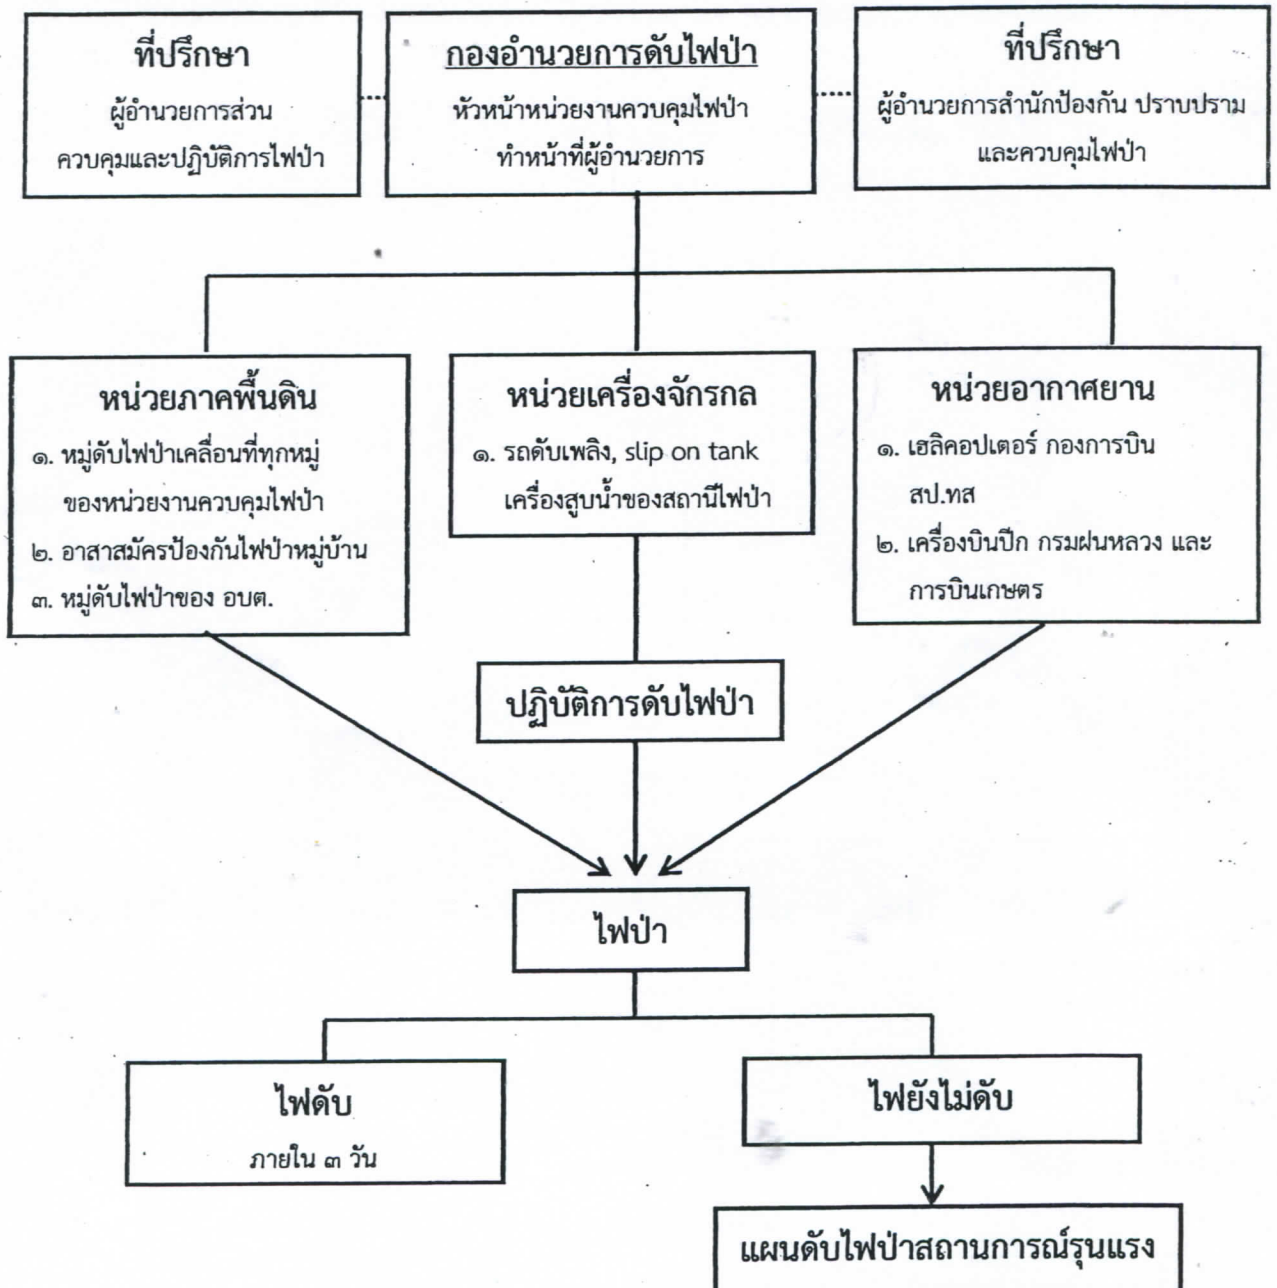 ที่ปรึกษา
ผู้อำนวยการส่วน
ควบคุมและปฏิบัติการไฟป่า
กองอำนวยการดับไฟป่า
หัวหน้าหน่วยงานควบคุมไฟป่า
ทำหน้าที่ผู้อำนวยการ
ที่ปรึกษา
ผู้อำนวยการสำนักป้องกัน ปราบปราม
และควบคุมไฟป่า
หน่วยภาคพื้นดิน
๑. หมู่ดับไฟป่าเคลื่อนที่ทุกหมู่
ของหน่วยงานควบคุมไฟป่า
๒. อาสาสมัครป้องกันไฟป่าหมู่บ้าน
๓. หมู่ดับไฟป่าของ อบต.
หน่วยเครื่องจักรกล
๑. รถดับเพลิง, slip on tank
เครื่องสูบน้ำของสถานีไฟป่า
หน่วยอากาศยาน
๑. เฮลิคอปเตอร์ กองการบิน
สป.ทส
๒. เครื่องบินปีก กรมฝนหลวง และ
การบินเกษตร
ปฏิบัติการดับไฟป่า
ไฟป่า
ไฟดับ
ภายใน ๓ วัน
ไฟยังไม่ดับ
แผนดับไฟป่าสถานการณ์รุนแรง